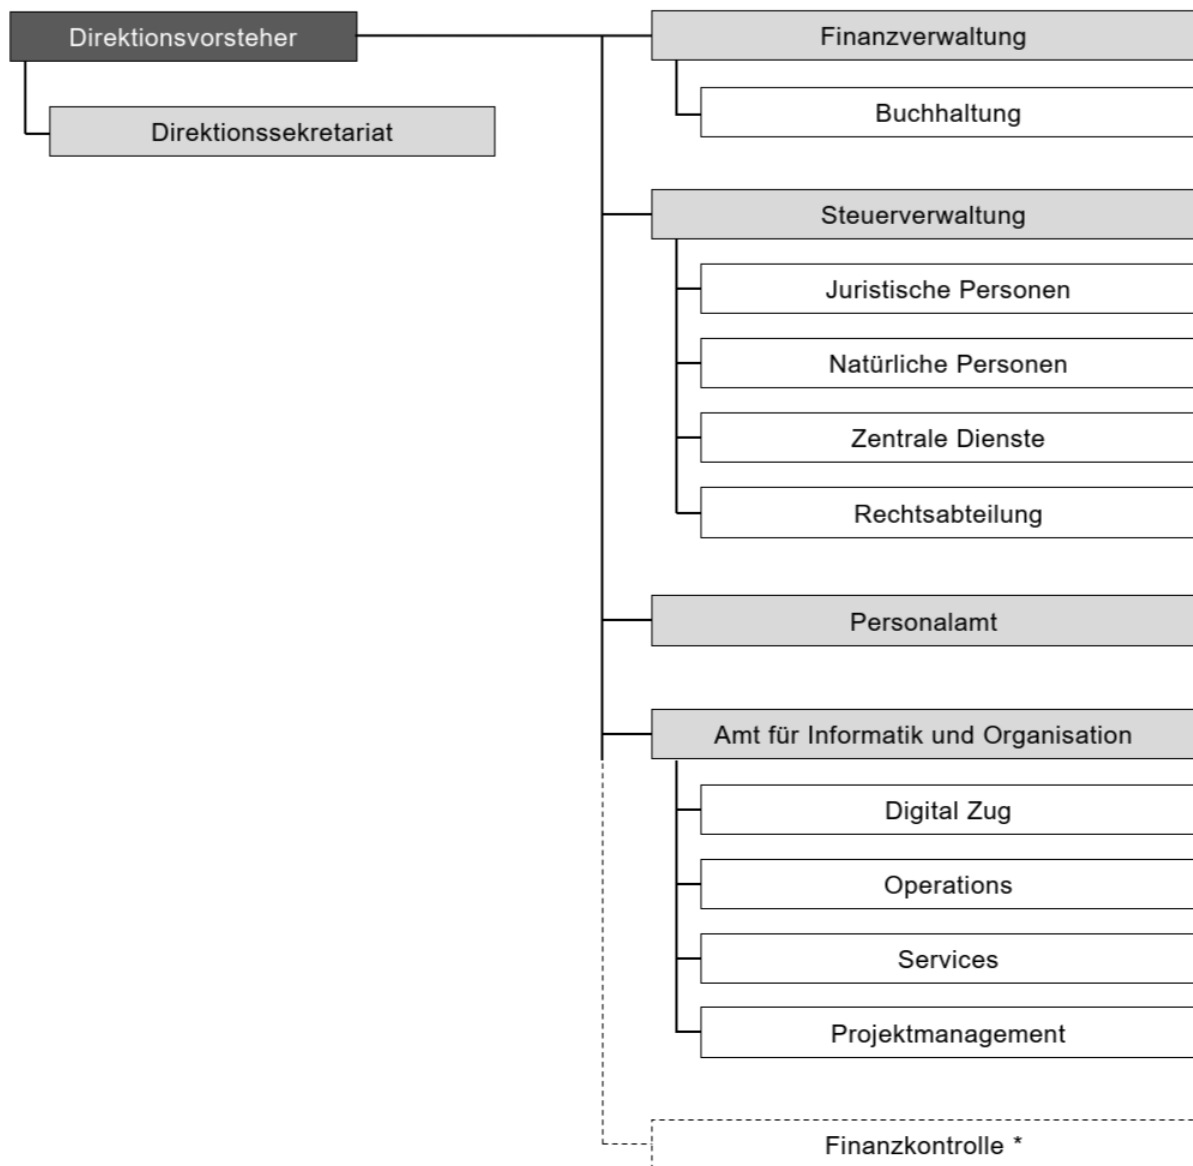 Direktionsvorsteher
Direktionssekretariat
Finanzverwaltung
Buchhaltung
Steuerverwaltung
Juristische Personen
Natürliche Personen
Zentrale Dienste
Rechtsabteilung
Personalamt
Amt für Informatik und Organisation
Digital Zug
Operations
Services
Projektmanagement
Finanzkontrolle *